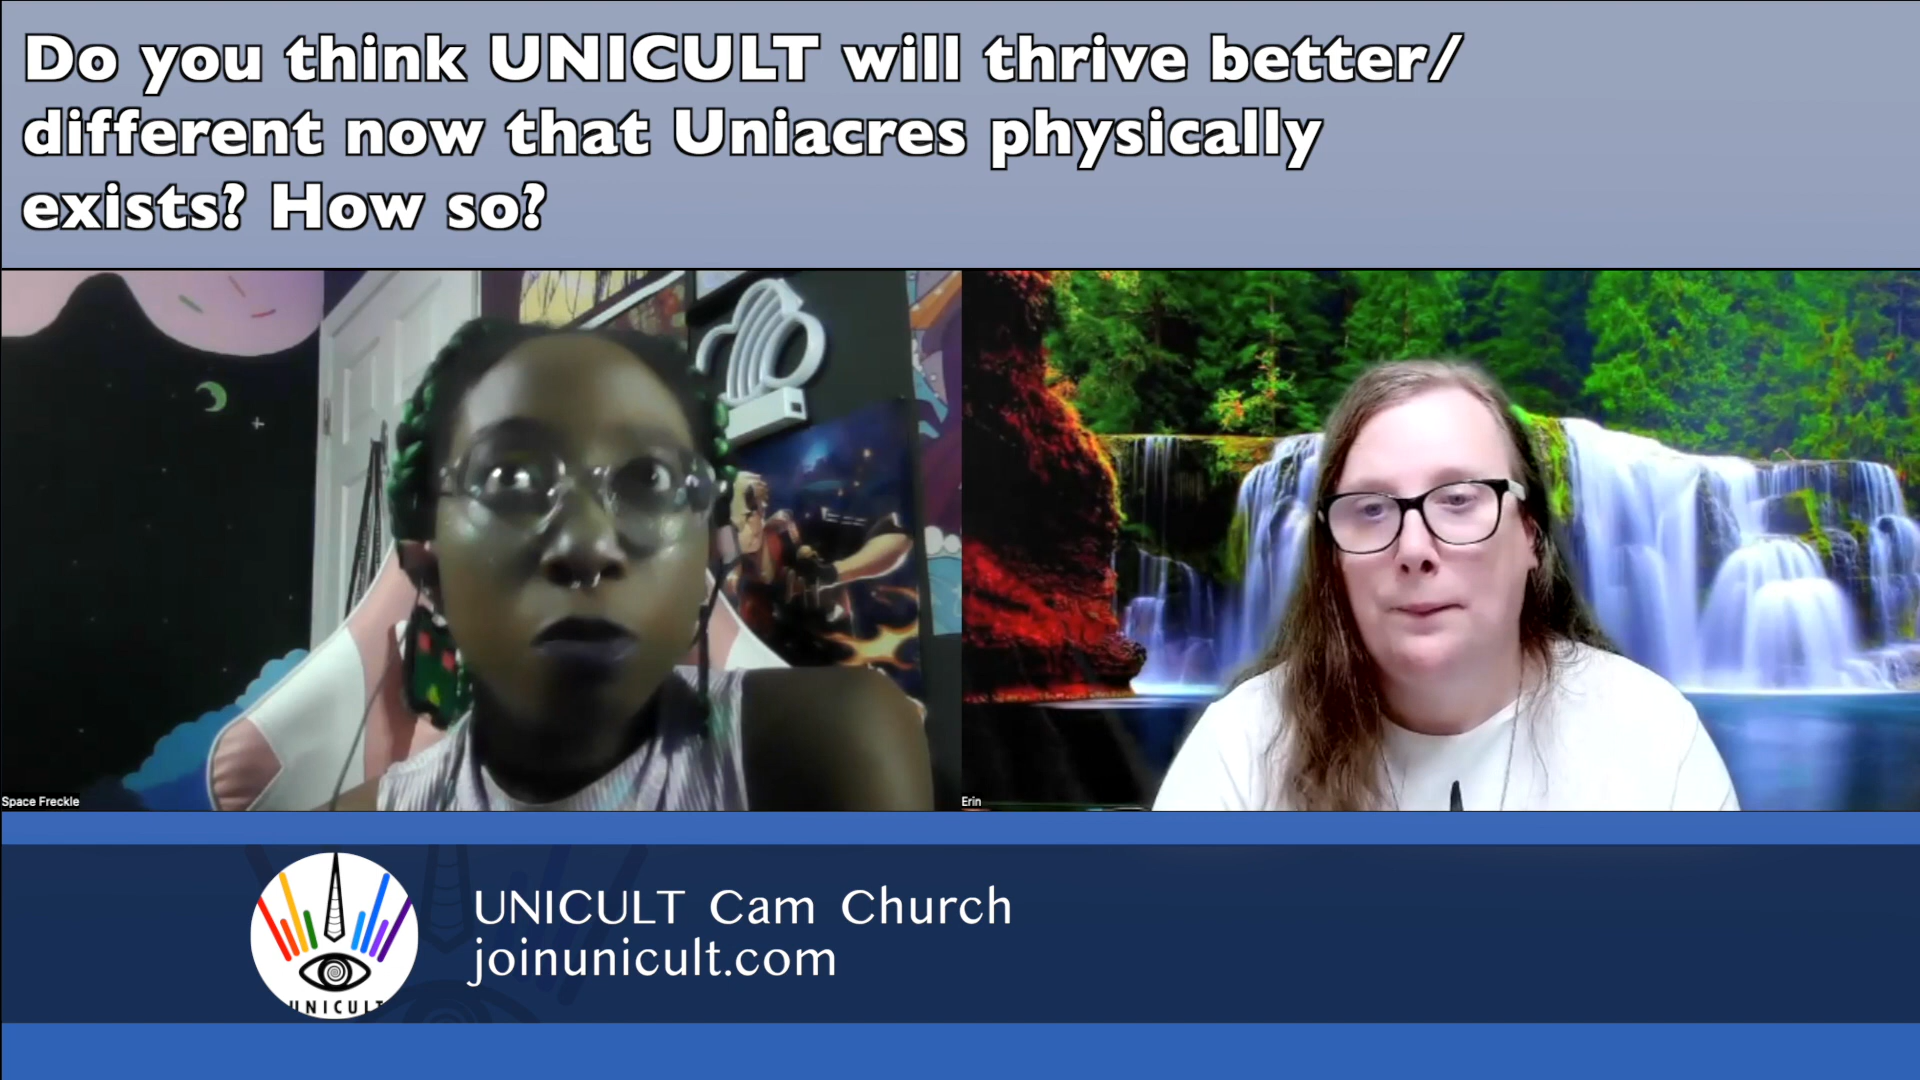 Do you think UNICULT will thrive better/
different now that Uniacres physically
exists? How so?
Space Freckle
Erin
UNICULT Cam Church
joinunicult.com
UNICULT